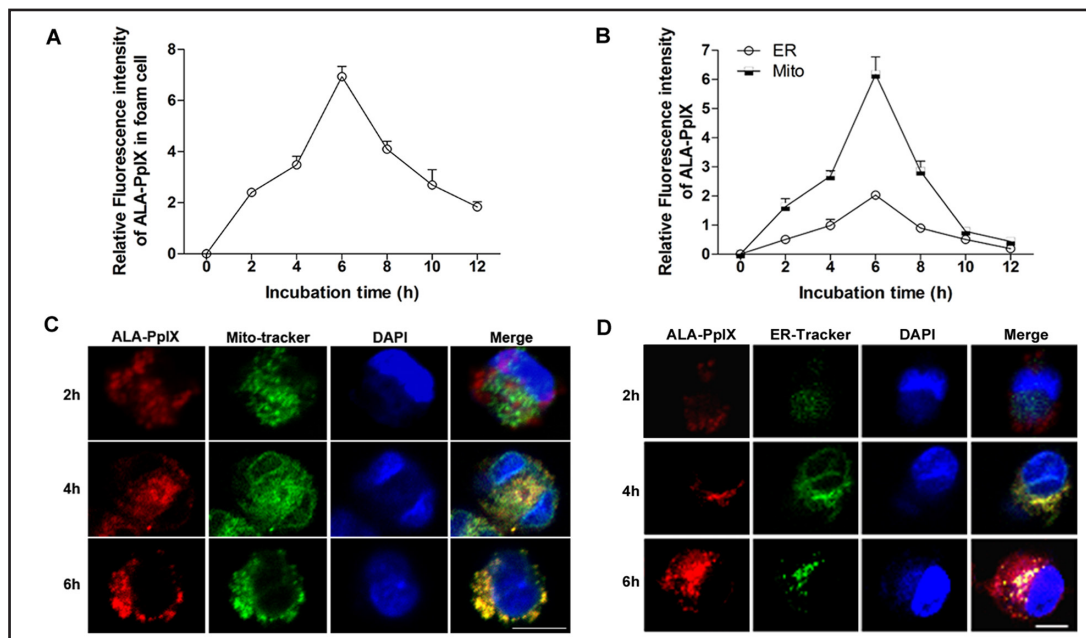 A
Relative Fluorescence intensity
of ALA-PpIX in foam cell
8
6
4
2
0
0 2 4 6 8 10 12
Incubation time (h)
B
Relative Fluorescence intensity
of ALA-PpIX
7
6
5
4
3
2
1
0
ER
Mito
0 2 4 6 8 10 12
Incubation time (h)
C
ALA-PpIX Mito-tracker DAPI Merge
2h
4h
6h
D
ALA-PpIX ER-Tracker DAPI Merge
2h
4h
6h